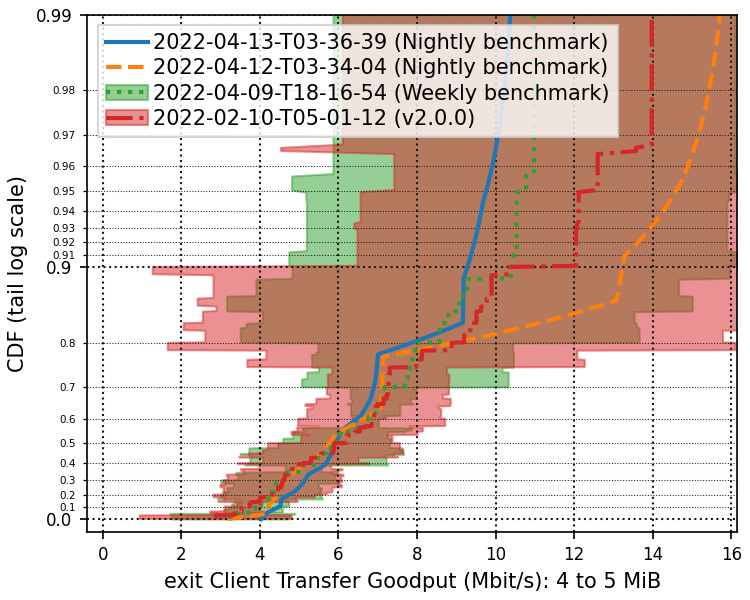 0.99
2022-04-13-T03-36-39 (Nightly benchmark)
2022-04-12-T03-34-04 (Nightly benchmark)
2022-04-09-T18-16-54 (Weekly benchmark)
2022-02-10-T05-01-12 (v2.0.0)
0.98
0.97
0.96
0.95
0.94
0.93
0.92
0.91
0.9
0.8
0.7
0.6
0.5
0.4
0.3
0.2
0.1
0.0
CDF (tail log scale)
0 2 4 6 8 10 12 14 16
exit Client Transfer Goodput (Mbit/s): 4 to 5 MiB